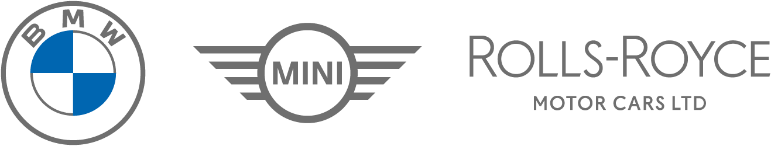 BMW
MINI
ROLLS-ROYCE
MOTOR CARS LTD